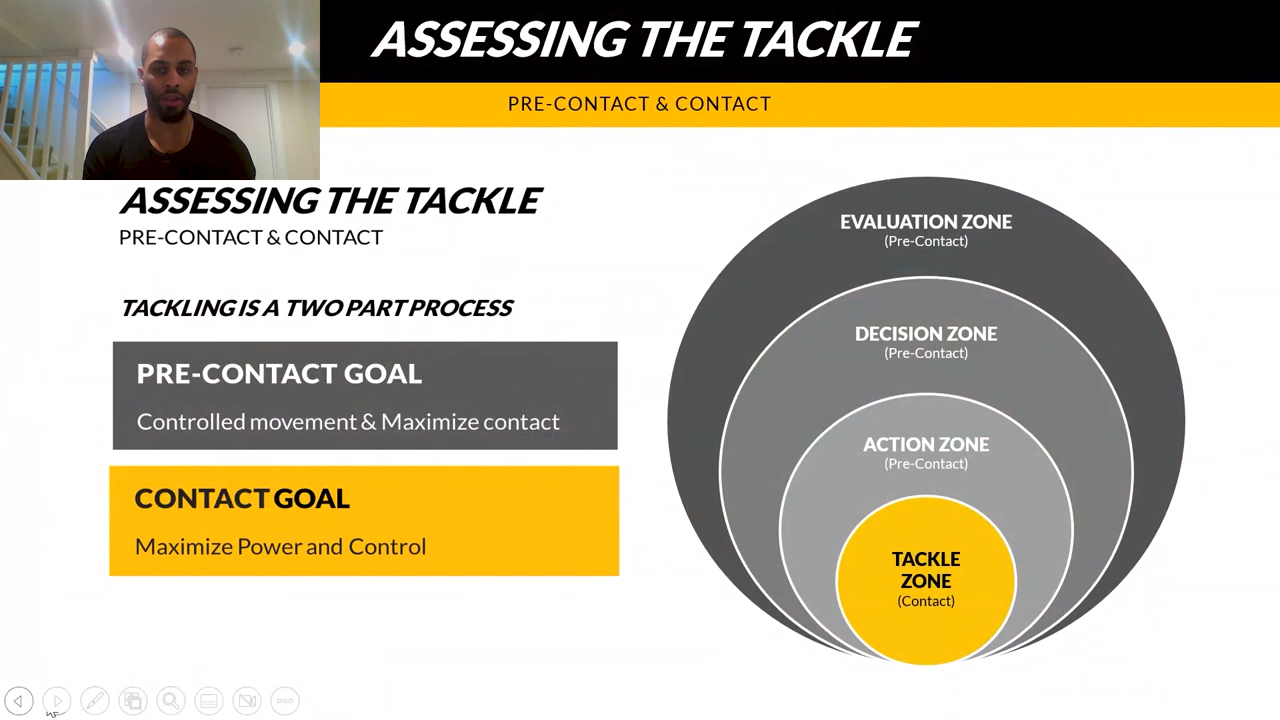 ASSESSING THE TACKLE
PRE-CONTACT & CONTACT
ASSESSING THE TACKLE
PRE-CONTACT & CONTACT
TACKLING IS A TWO PART PROCESS
PRE-CONTACT GOAL
Controlled movement & Maximize contact
CONTACT GOAL
Maximize Power and Control
EVALUATION ZONE
(Pre-Contact)
DECISION ZONE
(Pre-Contact)
ACTION ZONE
(Pre-Contact)
TACKLE
ZONE
(Contact)